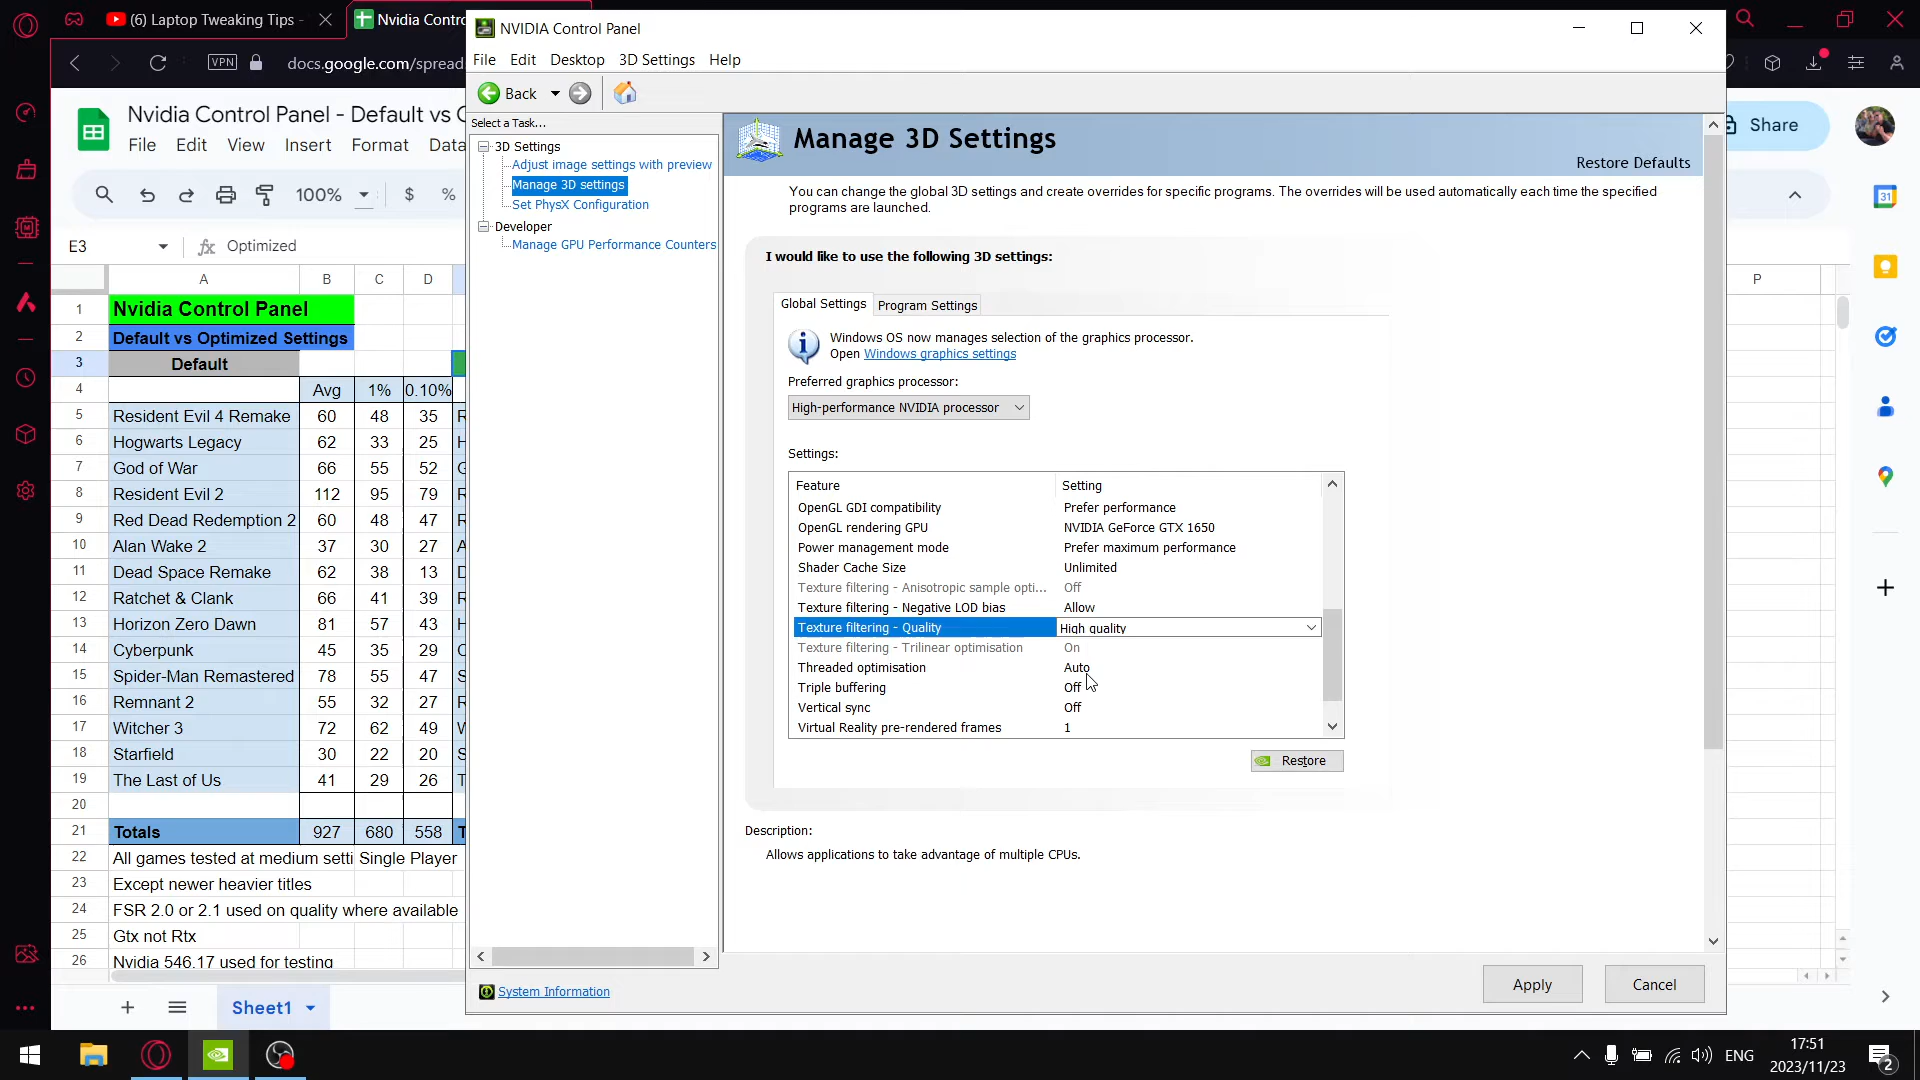 (6) Laptop Tweaking Tips -
Nvidia Contro
VPN
docs.google.com/spread
Nvidia Control Panel - Default vs O
File Edit View Insert Format Data
100% $ %
Share
E3
fx Optimized
A B C D
P
1 Nvidia Control Panel
2 Default vs Optimized Settings
3 Default
4 Avg 1% 0.10%
5 Resident Evil 4 Remake 60 48 35 R
6 Hogwarts Legacy 62 33 25 H
7 God of War 66 55 52 G
8 Resident Evil 2 112 95 79 R
9 Red Dead Redemption 2 60 48 47 R
10 Alan Wake 2 37 30 27 A
11 Dead Space Remake 62 38 13 D
12 Ratchet & Clank 66 41 39 R
13 Horizon Zero Dawn 81 57 43 H
14 Cyberpunk 45 35 29 C
15 Spider-Man Remastered 78 55 47 S
16 Remnant 2 55 32 27 R
17 Witcher 3 72 62 49 W
18 Starfield 30 22 20 S
19 The Last of Us 41 29 26 T
20
21 Totals 927 680 558 T
22 All games tested at medium setti Single Player
23 Except newer heavier titles
24 FSR 2.0 or 2.1 used on quality where available
25 Gtx not Rtx
26 Nvidia 546.17 used for testing
Sheet1
31
NVIDIA Control Panel
File Edit Desktop 3D Settings Help
Back
Select a Task...
3D Settings
Adjust image settings with preview
Manage 3D settings
Set PhysX Configuration
Developer
Manage GPU Performance Counters
System Information
Manage 3D Settings
Restore Defaults
You can change the global 3D settings and create overrides for specific programs. The overrides will be used automatically each time the specified
programs are launched.
I would like to use the following 3D settings:
Global Settings Program Settings
Windows OS now manages selection of the graphics processor.
Open Windows graphics settings
Preferred graphics processor:
High-performance NVIDIA processor
Settings:
Feature Setting
OpenGL GDI compatibility Prefer performance
OpenGL rendering GPU NVIDIA GeForce GTX 1650
Power management mode Prefer maximum performance
Shader Cache Size Unlimited
Texture filtering - Anisotropic sample opti... Off
Texture filtering - Negative LOD bias Allow
Texture filtering - Quality High quality
Texture filtering - Trilinear optimisation On
Threaded optimisation Auto
Triple buffering Off
Vertical sync Off
Virtual Reality pre-rendered frames 1
Restore
Description:
Allows applications to take advantage of multiple CPUs.
Apply Cancel
ENG
17:51
2023/11/23
2